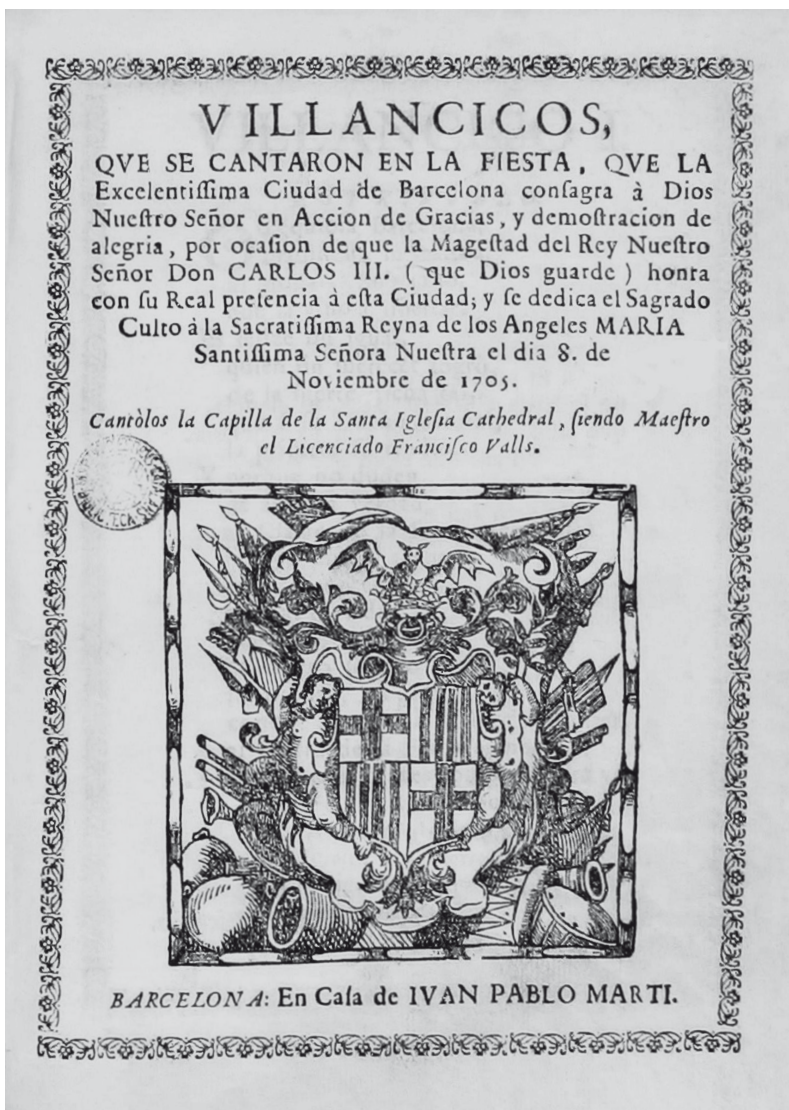 VILLANCICOS,
QVE SE CANTARON EN LA FIESTA, QVE LA
Excelentiſſima Ciudad de Barcelona conſagra à Dios
Nueſtro Señor en Accion de Gracias, y demoſtracion de
alegria, por ocaſion de que la Mageſtad del Rey Nueſtro
Señor Don CARLOS III. (que Dios guarde) honra
con ſu Real preſencia à eſta Ciudad; y ſe dedica el Sagrado
Culto à la Sacratiſſima Reyna de los Angeles MARIA
Santiſſima Señora Nueſtra el dia 8. de
Noviembre de 1705.
Cantòlos la Capilla de la Santa Igleſia Cathedral, ſiendo Maeſtro
el Licenciado Franciſco Valls.
BARCELONA: En Caſa de IVAN PABLO MARTI.